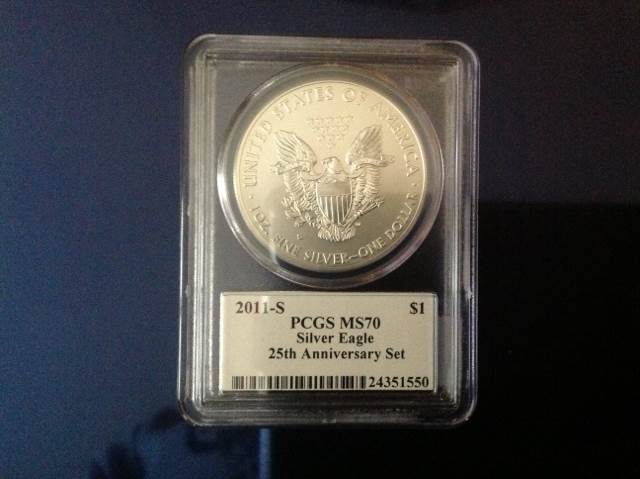 UNITED STATES OF AMERICA
1 OZ. FINE SILVER~ONE DOLLAR
2011-S $1
PCGS MS70
Silver Eagle
25th Anniversary Set
24351550